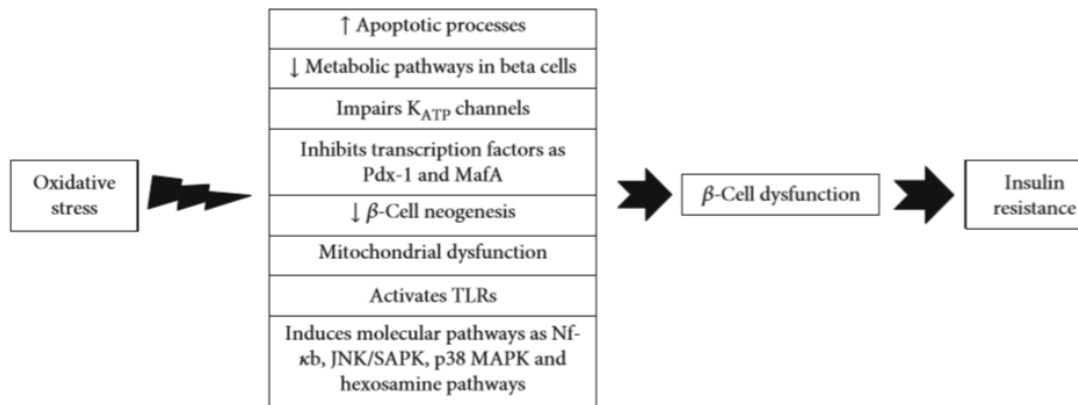 Oxidative
stress
↑ Apoptotic processes
↓ Metabolic pathways in beta cells
Impairs K_ATP channels
Inhibits transcription factors as
Pdx-1 and MafA
↓ β-Cell neogenesis
Mitochondrial dysfunction
Activates TLRs
Induces molecular pathways as Nf-
κb, JNK/SAPK, p38 MAPK and
hexosamine pathways
β-Cell dysfunction
Insulin
resistance